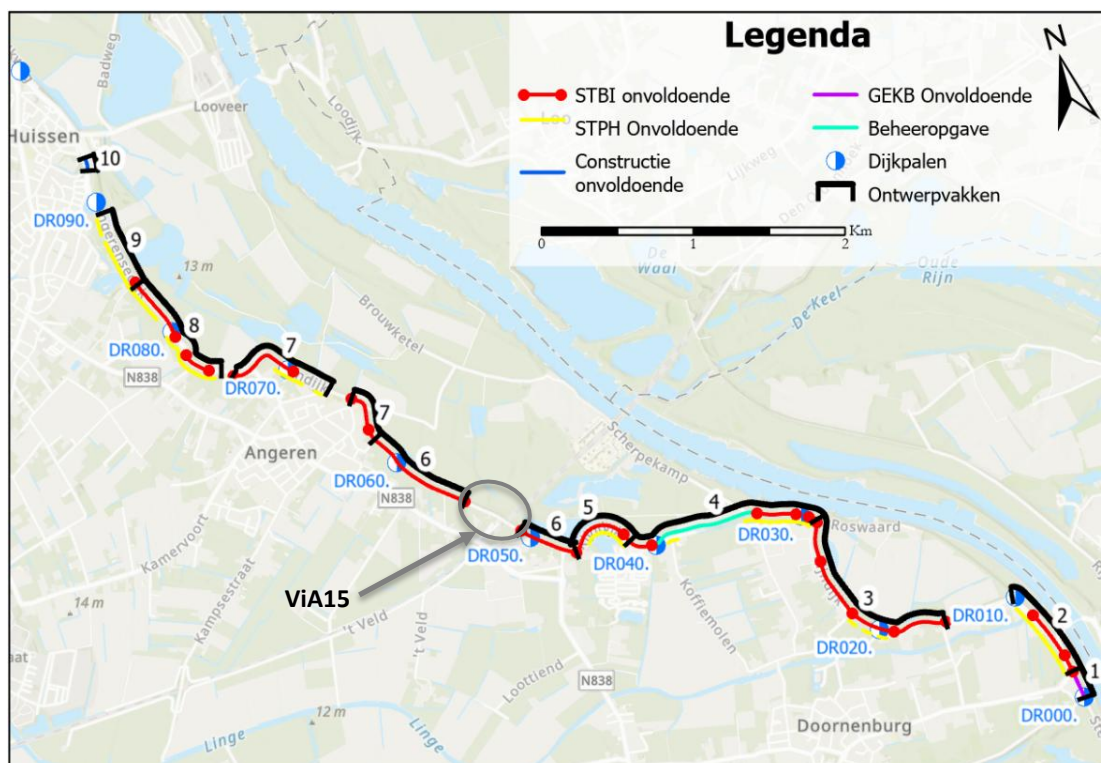 Legenda
N
STBI onvoldoende
STPH Onvoldoende
Constructie
onvoldoende
GEKB Onvoldoende
Beheeropgave
Dijkpalen
Ontwerpvakken
0
1
2
Km
Badweg
Looveer
Loodijk
Loo
Lijkweg
Huissen
10
DR090.
9
13 m
De
Waal
De Keel
Oude
Rijn
Brouwketel
8
DR080.
7
N838
DR070.
Angeren
7
6
DR060.
N838
Scherpekamp
Kamervoort
Kampsestraat
14 m
ViA15
't Veld
't Veld
DR050.
6
5
4
DR040.
DR030.
Roswaard
Koffiemolen
3
DR020.
DR010.
2
1
DR000.
Loottiend
N838
12 m
Linge
Linge
Doornenburg